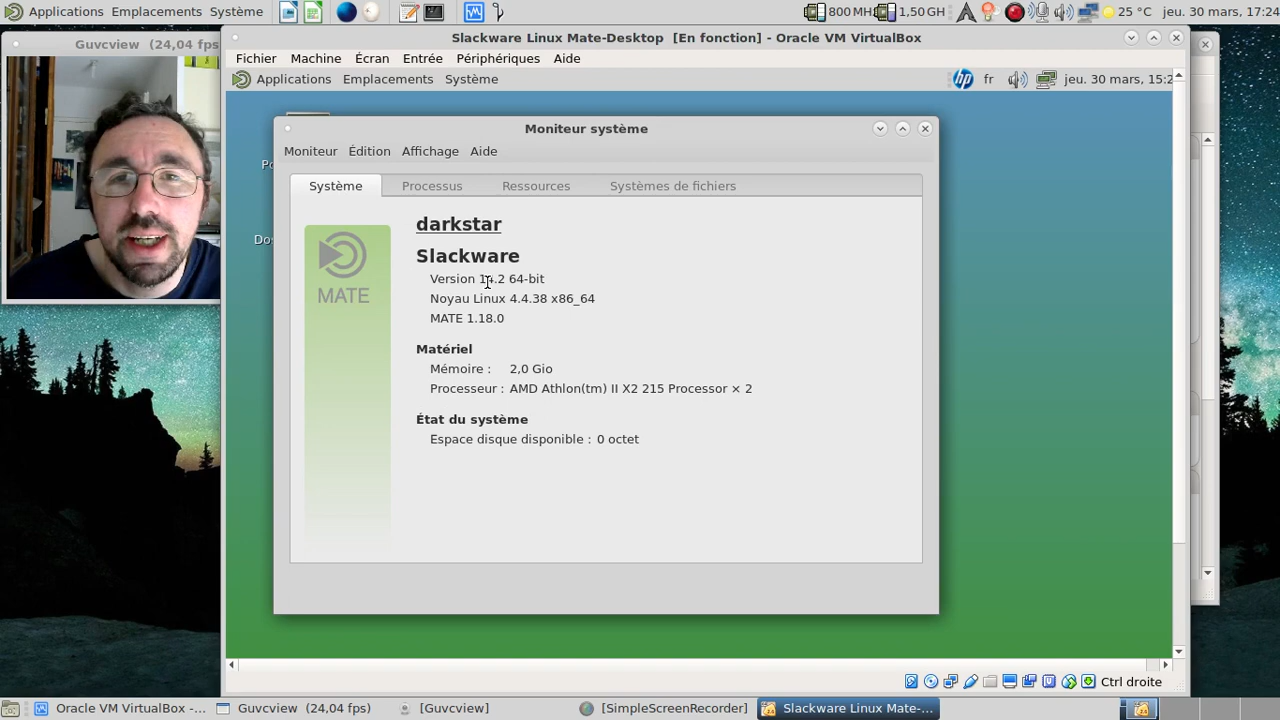 Applications Emplacements Système
800 MH 1,50 GH 25 °C jeu. 30 mars, 17:24
Guvcview (24,04 fps
Slackware Linux Mate-Desktop [En fonction] - Oracle VM VirtualBox
Fichier Machine Écran Entrée Périphériques Aide
Applications Emplacements Système
hp fr jeu. 30 mars, 15:2
Moniteur système
Moniteur Édition Affichage Aide
Système Processus Ressources Systèmes de fichiers
MATE
darkstar
Slackware
Version 14.2 64-bit
Noyau Linux 4.4.38 x86_64
MATE 1.18.0
Matériel
Mémoire : 2,0 Gio
Processeur : AMD Athlon(tm) II X2 215 Processor × 2
État du système
Espace disque disponible : 0 octet
Ctrl droite
Oracle VM VirtualBox -... Guvcview (24,04 fps) [Guvcview] [SimpleScreenRecorder] Slackware Linux Mate-...